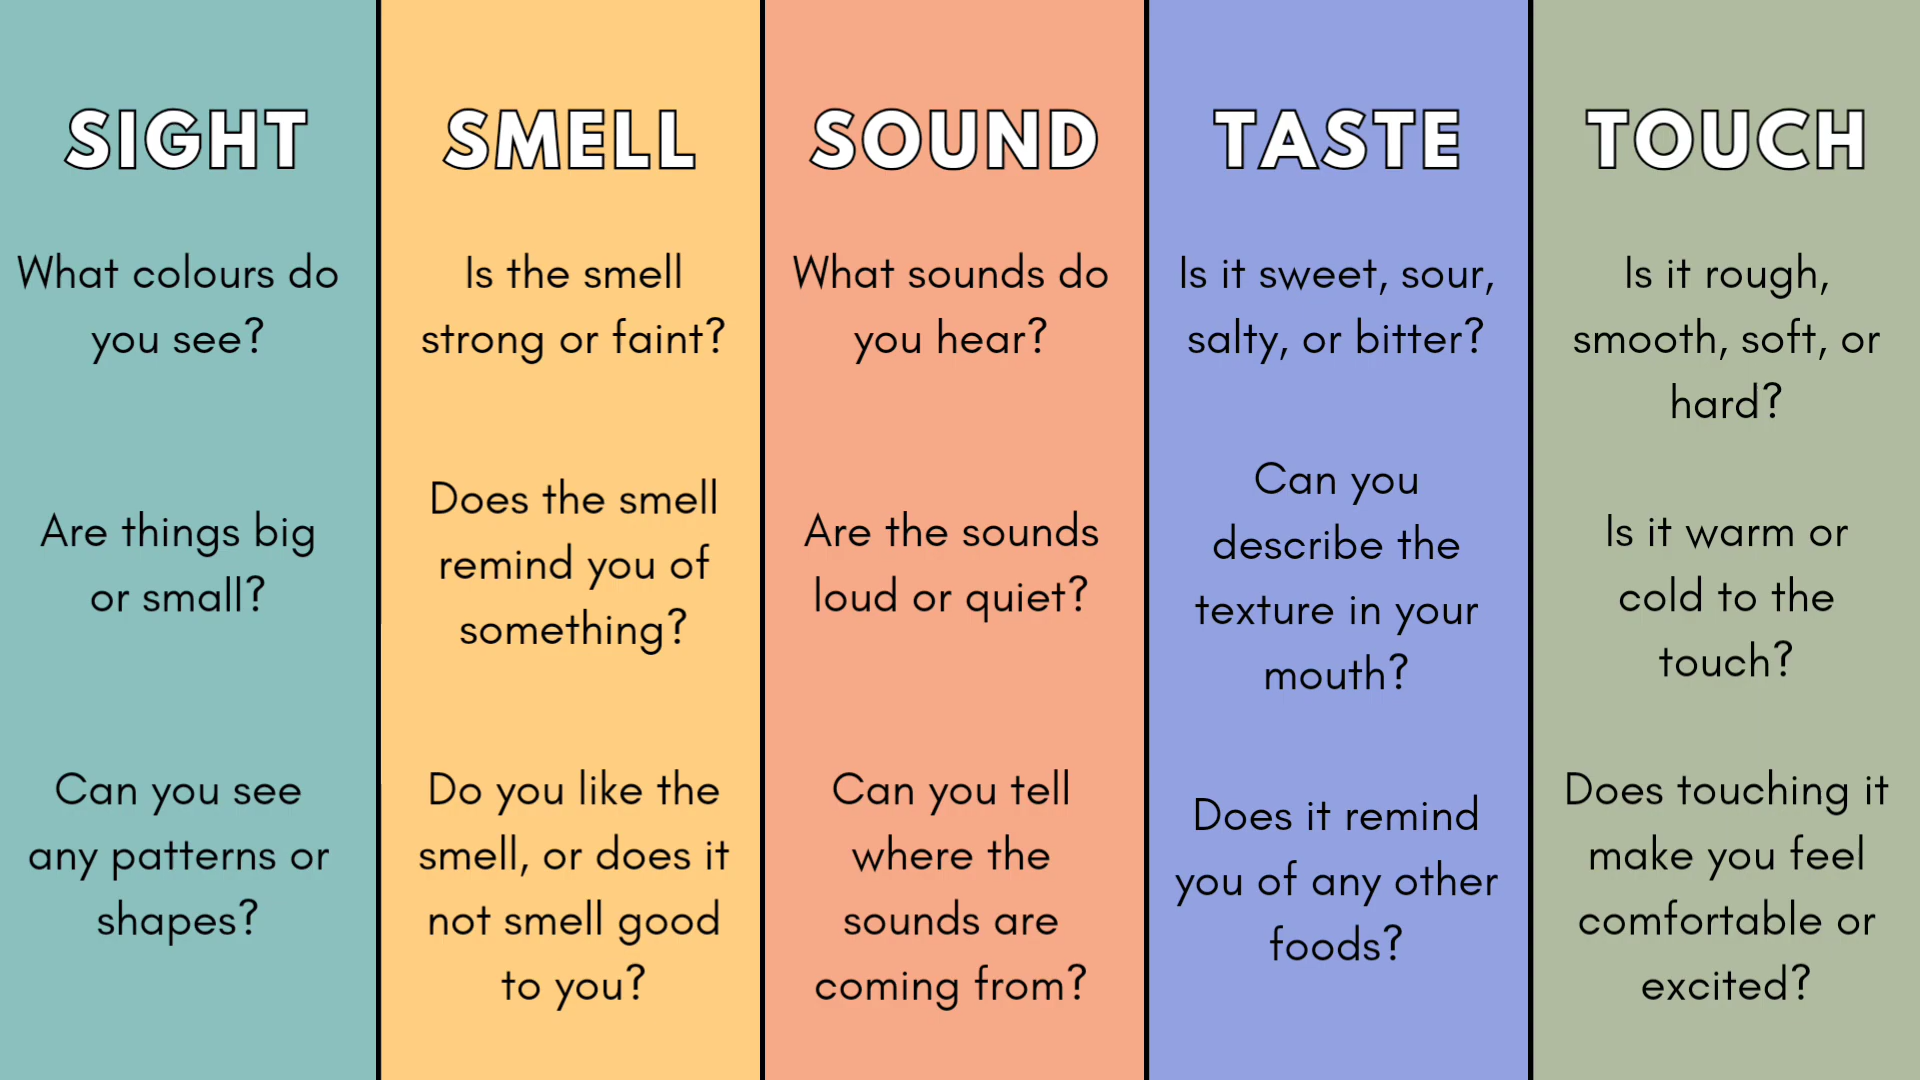 SIGHT
What colours do
you see?
Are things big
or small?
Can you see
any patterns or
shapes?
SMELL
Is the smell
strong or faint?
Does the smell
remind you of
something?
Do you like the
smell, or does it
not smell good
to you?
SOUND
What sounds do
you hear?
Are the sounds
loud or quiet?
Can you tell
where the
sounds are
coming from?
TASTE
Is it sweet, sour,
salty, or bitter?
Can you
describe the
texture in your
mouth?
Does it remind
you of any other
foods?
TOUCH
Is it rough,
smooth, soft, or
hard?
Is it warm or
cold to the
touch?
Does touching it
make you feel
comfortable or
excited?